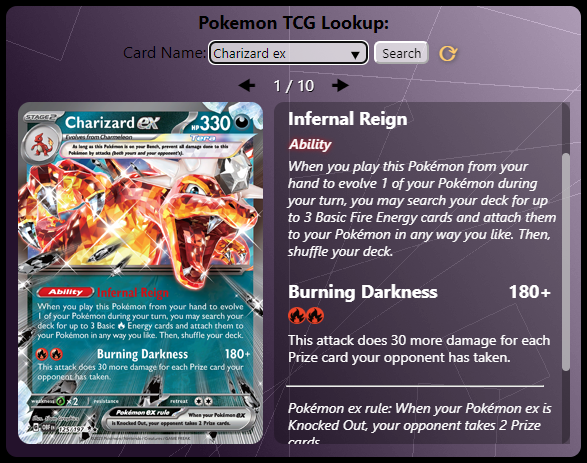 Pokemon TCG Lookup:
Card Name: Charizard ex Search
1 / 10
STAGE 2 Charizard ex HP 330
Evolves from Charmeleon Tera
As long as this Pokémon is on your Bench, prevent all damage done to this
Pokémon by attacks (both yours and your opponent's).
Ability Infernal Reign
When you play this Pokémon from your hand to evolve
1 of your Pokémon during your turn, you may search your
deck for up to 3 Basic Energy cards and attach them to
your Pokémon in any way you like. Then, shuffle your deck.
Burning Darkness 180+
This attack does 30 more damage for each Prize card your
opponent has taken.
weakness ×2 resistance retreat
Pokémon ex rule When your Pokémon ex
is Knocked Out, your opponent takes 2 Prize cards.
125/197
Infernal Reign
Ability
When you play this Pokémon from your
hand to evolve 1 of your Pokémon during
your turn, you may search your deck for up
to 3 Basic Fire Energy cards and attach them
to your Pokémon in any way you like. Then,
shuffle your deck.
Burning Darkness 180+
This attack does 30 more damage for each
Prize card your opponent has taken.
Pokémon ex rule: When your Pokémon ex is
Knocked Out, your opponent takes 2 Prize
cards.